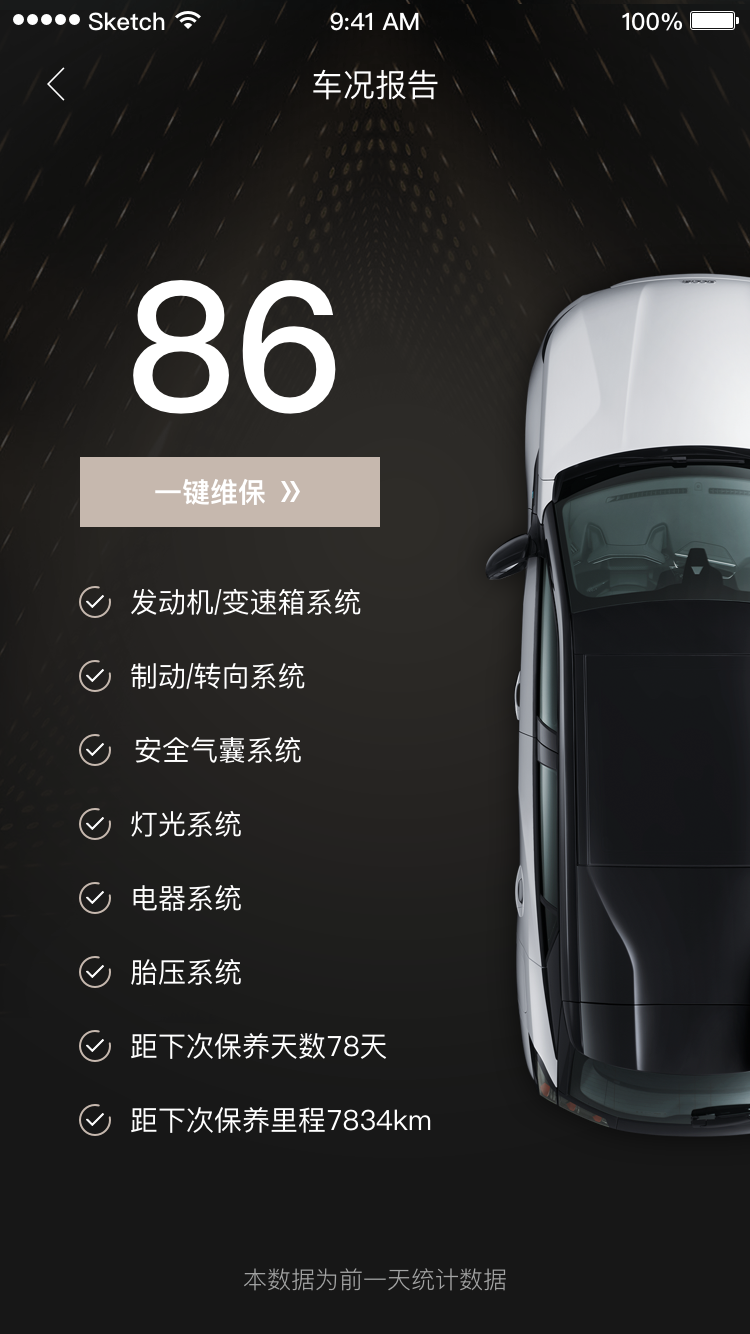 Sketch 9:41 AM 100%
车况报告
86
一键维保
发动机/变速箱系统
制动/转向系统
安全气囊系统
灯光系统
电器系统
胎压系统
距下次保养天数78天
距下次保养里程7834km
本数据为前一天统计数据